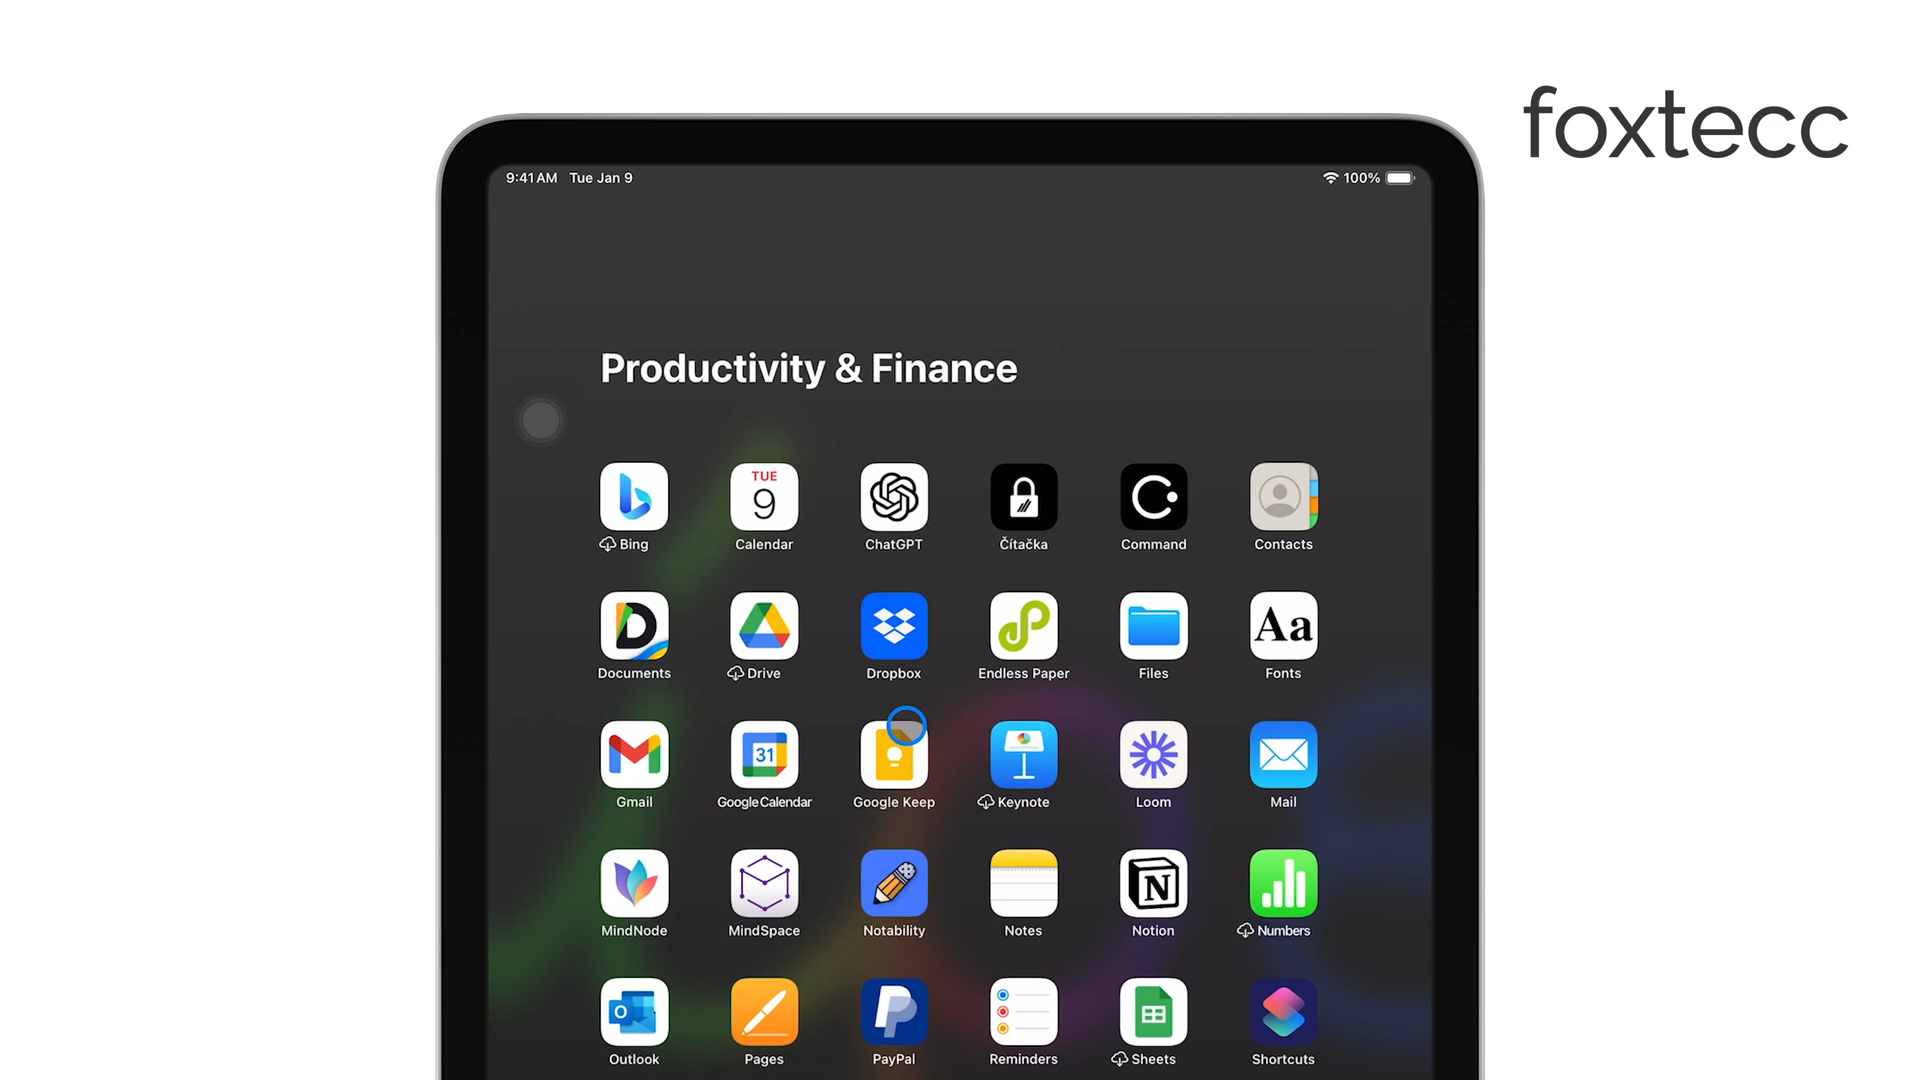 foxtecc
9:41 AM Tue Jan 9
100%
Productivity & Finance
TUE
9
Aa
31
N
O
Bing
Calendar
ChatGPT
Čítačka
Command
Contacts
Documents
Drive
Dropbox
Endless Paper
Files
Fonts
Gmail
Google Calendar
Google Keep
Keynote
Loom
Mail
MindNode
MindSpace
Notability
Notes
Notion
Numbers
Outlook
Pages
PayPal
Reminders
Sheets
Shortcuts